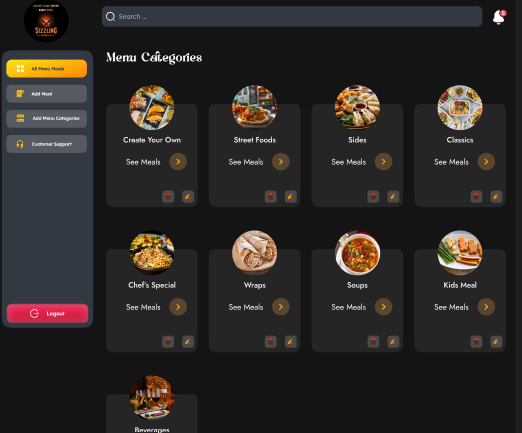 SIZZLING
Search ...
Menu Categories
All Menu Meals
Add Meal
Add Menu Categories
Customer Support
Logout
Create Your Own
See Meals
Street Foods
See Meals
Sides
See Meals
Classics
See Meals
Chef's Special
See Meals
Wraps
See Meals
Soups
See Meals
Kids Meal
See Meals
Beverages